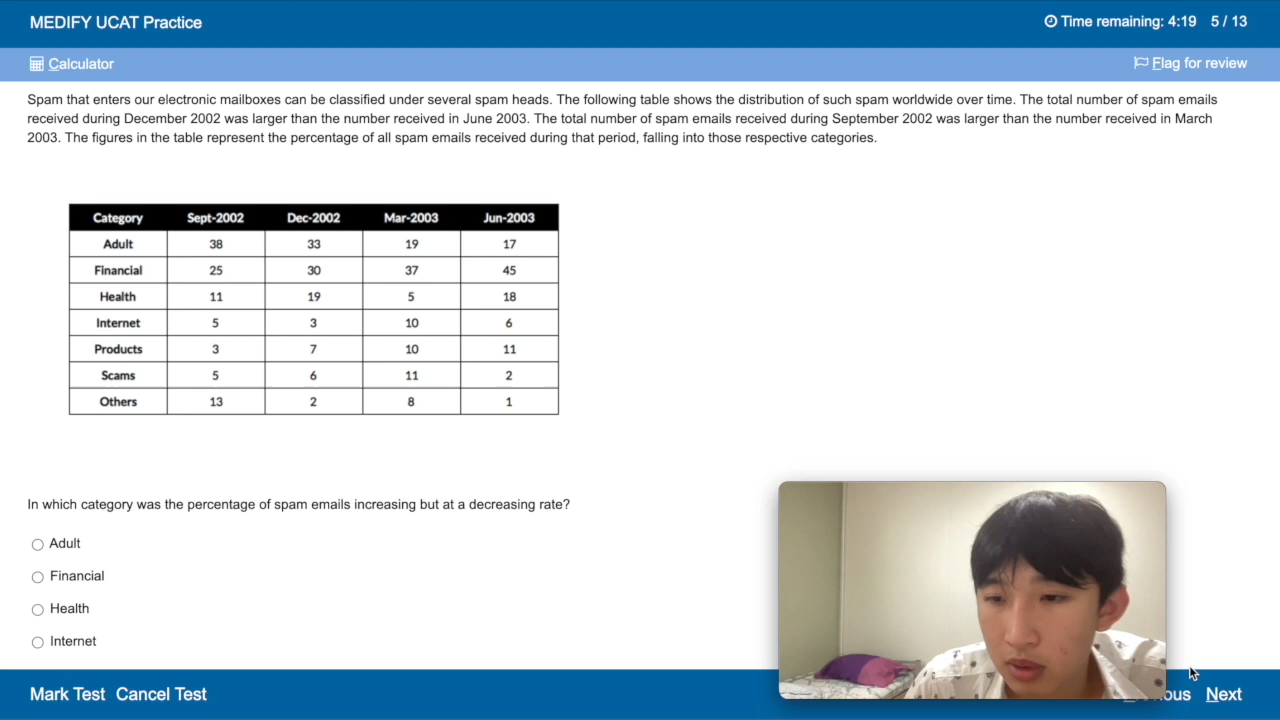 MEDIFY UCAT Practice
Time remaining: 4:19 5 / 13
Calculator
Flag for review
Spam that enters our electronic mailboxes can be classified under several spam heads. The following table shows the distribution of such spam worldwide over time. The total number of spam emails
received during December 2002 was larger than the number received in June 2003. The total number of spam emails received during September 2002 was larger than the number received in March
2003. The figures in the table represent the percentage of all spam emails received during that period, falling into those respective categories.
Category Sept-2002 Dec-2002 Mar-2003 Jun-2003
Adult 38 33 19 17
Financial 25 30 37 45
Health 11 19 5 18
Internet 5 3 10 6
Products 3 7 10 11
Scams 5 6 11 2
Others 13 2 8 1
In which category was the percentage of spam emails increasing but at a decreasing rate?
Adult
Financial
Health
Internet
Mark Test Cancel Test
Next